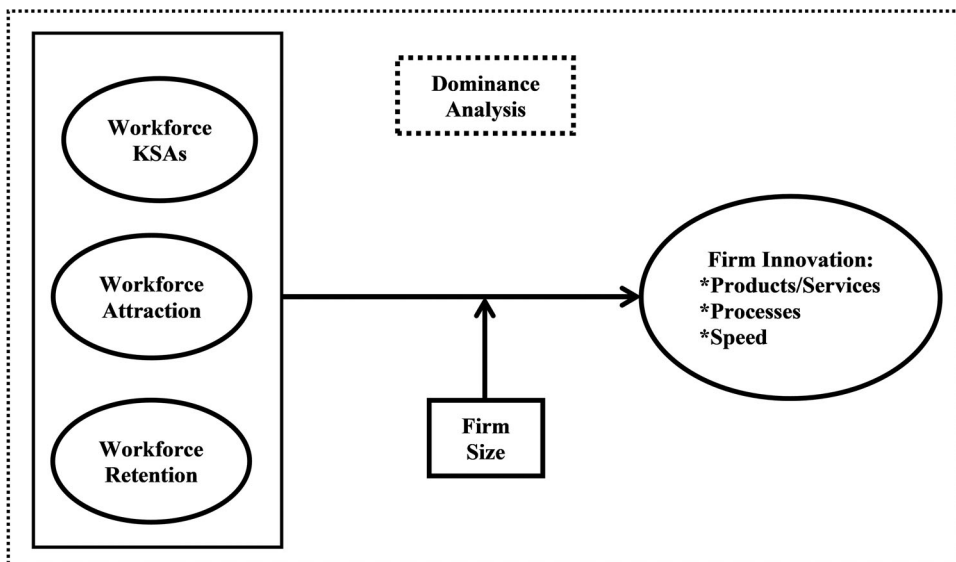 Workforce
KSAs
Workforce
Attraction
Workforce
Retention
Dominance
Analysis
Firm
Size
Firm Innovation:
*Products/Services
*Processes
*Speed